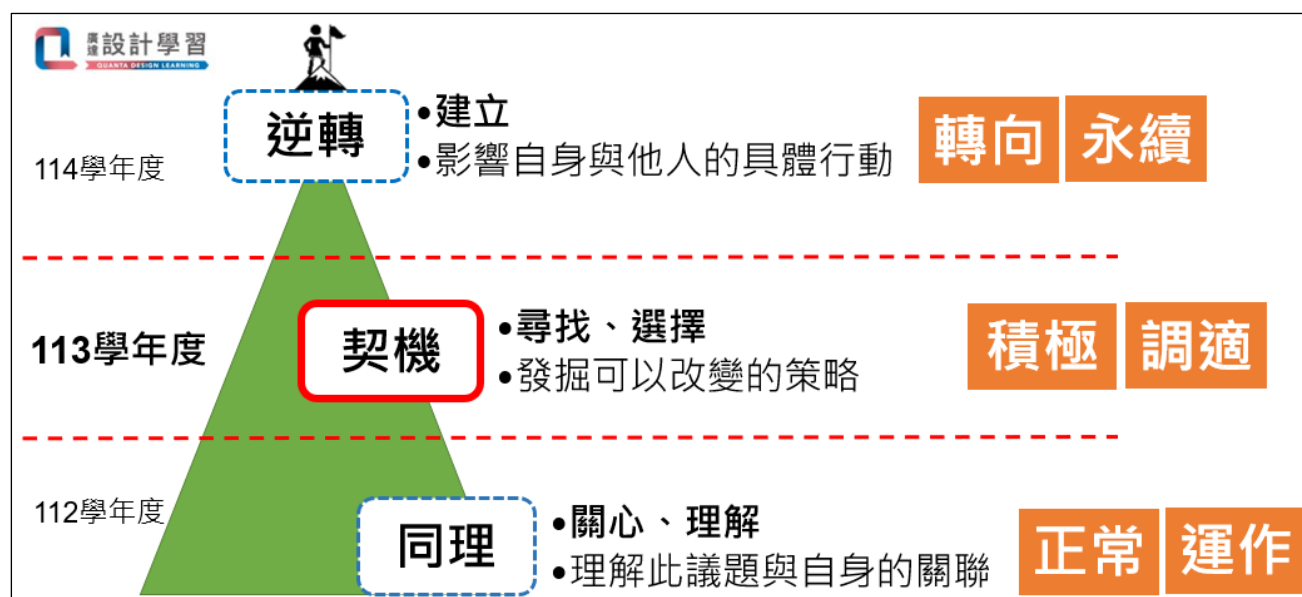 廣達設計學習
QUANTA DESIGN LEARNING
114學年度
逆轉
•建立
•影響自身與他人的具體行動
轉向 永續
113學年度
契機
•尋找、選擇
•發掘可以改變的策略
積極 調適
112學年度
同理
•關心、理解
•理解此議題與自身的關聯
正常 運作